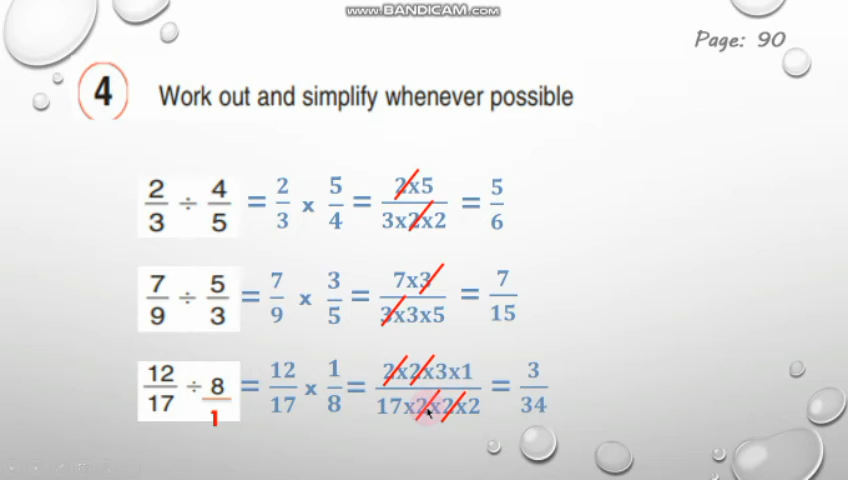 www.BANDICAM.com
Page: 90
4 Work out and simplify whenever possible
2/3 ÷ 4/5 = 2/3 x 5/4 = 2x5/3x2x2 = 5/6
7/9 ÷ 5/3 = 7/9 x 3/5 = 7x3/3x3x5 = 7/15
12/17 ÷ 8/1 = 12/17 x 1/8 = 2x2x3x1/17x2x2x2 = 3/34